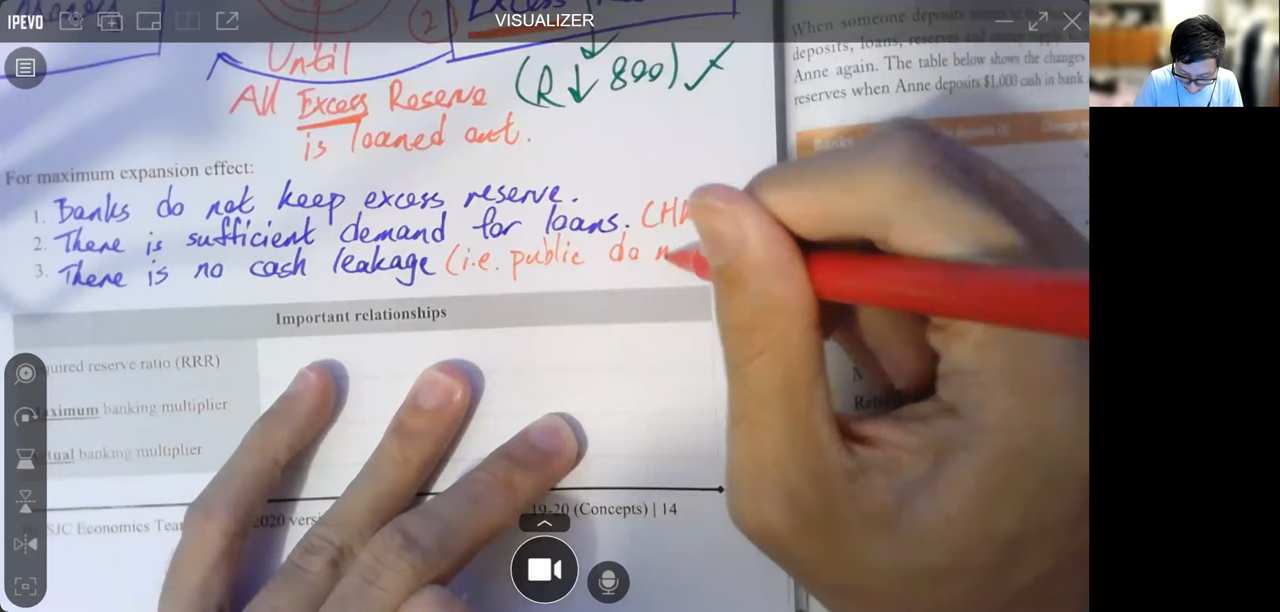 IPEVO
VISUALIZER
2
Until
(R ↓ 800) ✓
All Excess Reserve
is loaned out.
For maximum expansion effect:
1. Banks do not keep excess reserve.
2. There is sufficient demand for loans.
3. There is no cash leakage (i.e. public do
Important relationships
uired reserve ratio (RRR)
aximum banking multiplier
tual banking multiplier
SJC Economics Tea
2020 versi
19-20 (Concepts) | 14
When someone deposits
deposits, loans, reserves and
Anne again. The table below shows the changes
reserves when Anne deposits $1,000 cash in bank